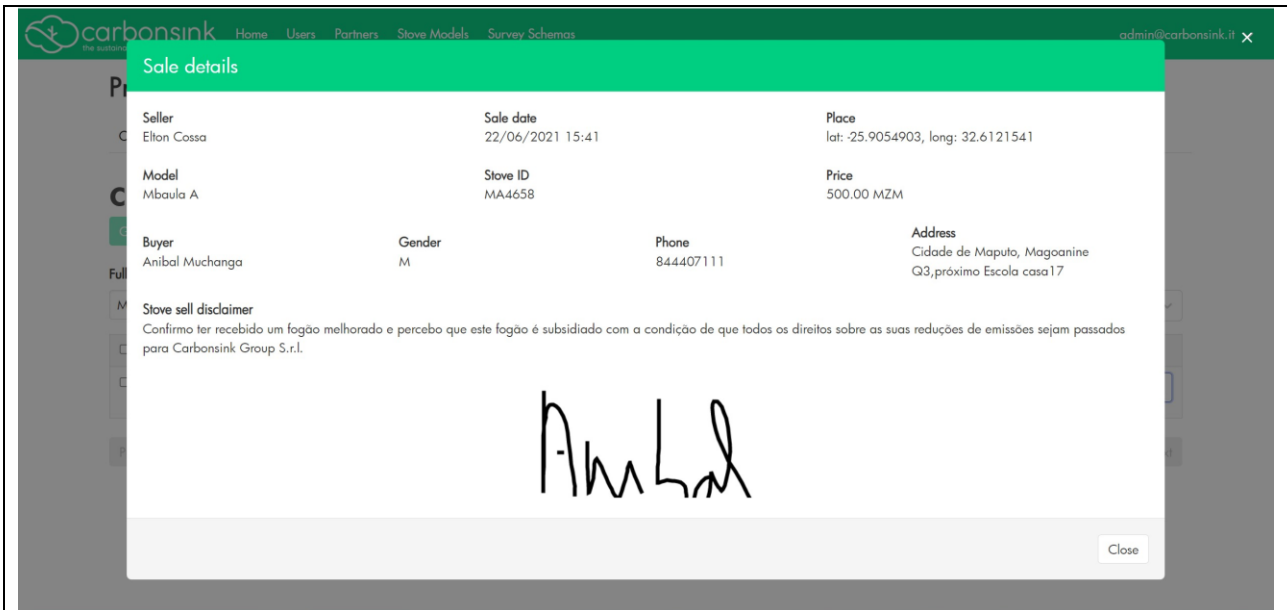 carbonsink Home Users Partners Stove Models Survey Schemas admin@carbonsink.it ×
the sustaina
Sale details
Pr
Seller Sale date Place
Elton Cossa 22/06/2021 15:41 lat: -25.9054903, long: 32.6121541
Model Stove ID Price
Mbaula A MA4658 500.00 MZM
Buyer Gender Phone Address
Anibal Muchanga M 844407111 Cidade de Maputo, Magoanine
Q3,próximo Escola casa17
Full
Stove sell disclaimer
Confirmo ter recebido um fogão melhorado e percebo que este fogão é subsidiado com a condição de que todos os direitos sobre as suas reduções de emissões sejam passados
para Carbonsink Group S.r.l.
Anibal
Close